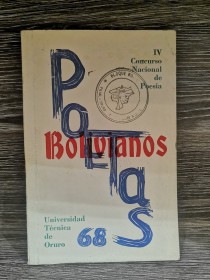 IV
Concurso
Nacional
de
Poesía
Poetas
Bolivianos
68
Universidad
Técnica
de
Oruro